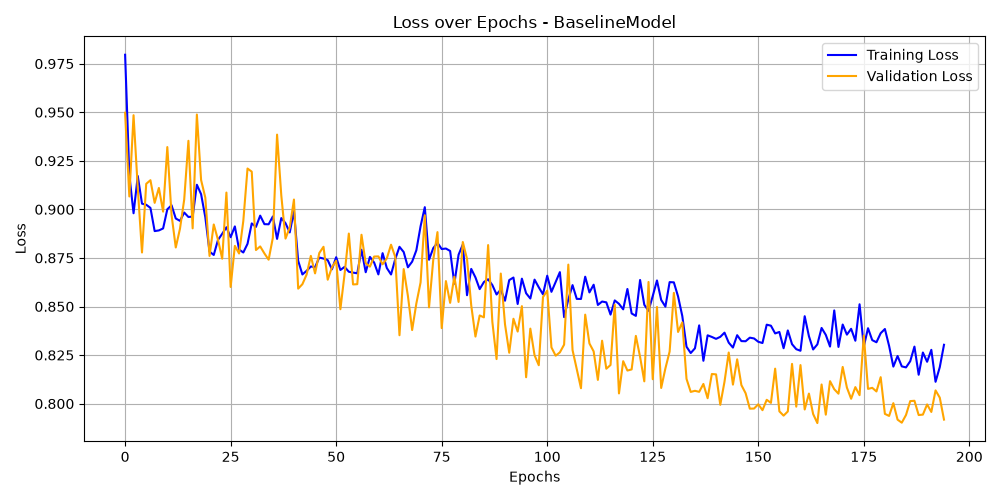 Loss over Epochs - BaselineModel
Training Loss
Validation Loss
0.975
0.950
0.925
0.900
0.875
0.850
0.825
0.800
Loss
0 25 50 75 100 125 150 175 200
Epochs